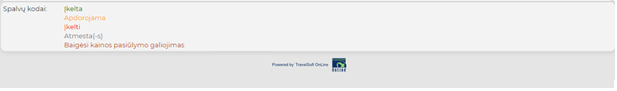 Spalvų kodai: Įkelta
Apdorojama
Įkelti
Atmesta(-s)
Baigėsi kainos pasiūlymo galiojimas
Powered by TravelSoft OnLine